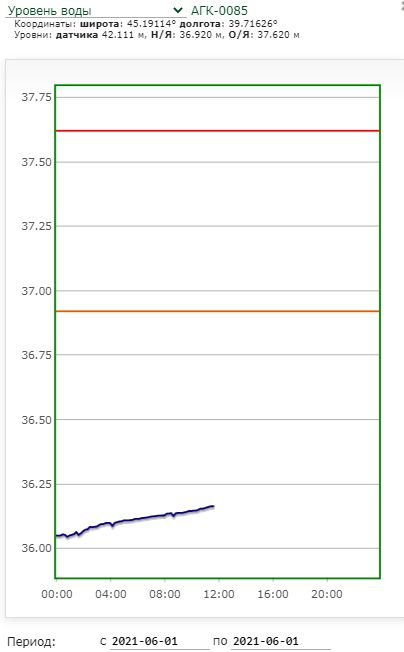 Уровень воды АГК-0085
Координаты: широта: 45.19114° долгота: 39.71626°
Уровни: датчика 42.111 м, Н/Я: 36.920 м, О/Я: 37.620 м
37.75
37.50
37.25
37.00
36.75
36.50
36.25
36.00
00:00 04:00 08:00 12:00 16:00 20:00
Период: с 2021-06-01 по 2021-06-01